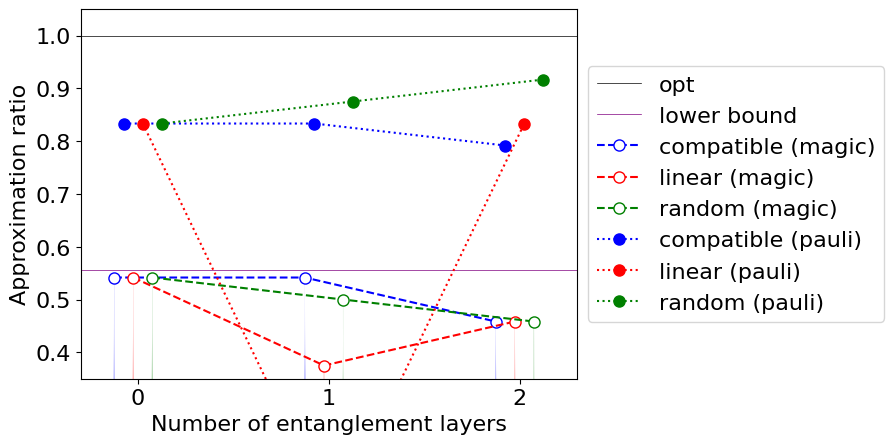 1.0
0.9
0.8
0.7
0.6
0.5
0.4
Approximation ratio
0 1 2
Number of entanglement layers
opt
lower bound
compatible (magic)
linear (magic)
random (magic)
compatible (pauli)
linear (pauli)
random (pauli)